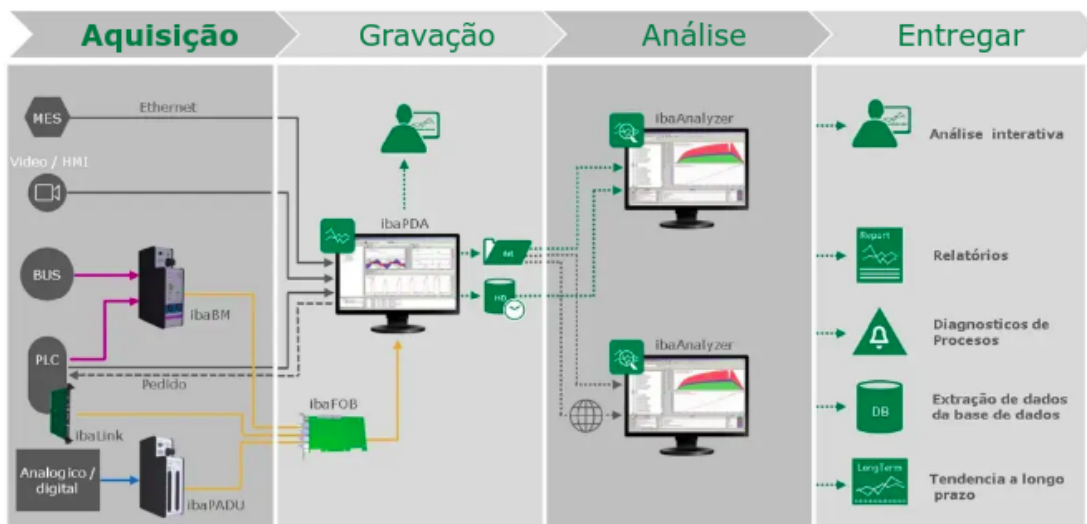 Aquisição
Gravação
Análise
Entregar
MES
Ethernet
Video / HMI
BUS
ibaBM
PLC
Pedido
ibaLink
Analogico /
digital
ibaPADU
ibaPDA
ibaFOB
dat
HD
ibaAnalyzer
ibaAnalyzer
Análise interativa
Report
Relatórios
Diagnosticos de
Procesos
DB
Extração de dados
da base de dados
LongTerm
Tendencia a longo
prazo